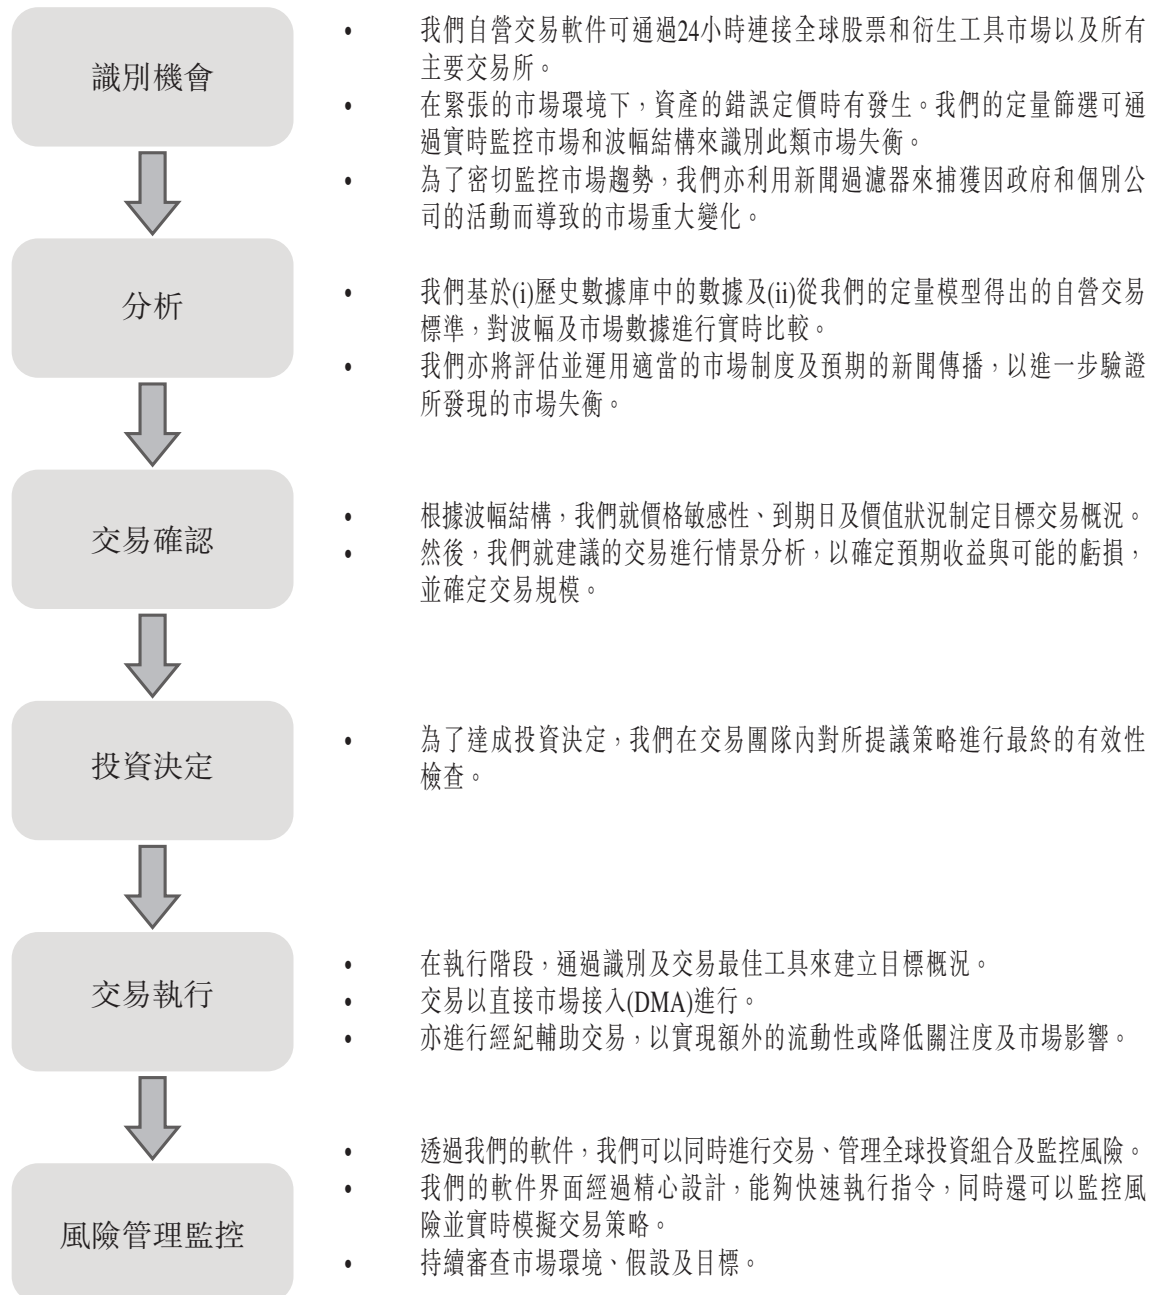 識別機會
• 我們自營交易軟件可通過24小時連接全球股票和衍生工具市場以及所有
主要交易所。
• 在緊張的市場環境下，資產的錯誤定價時有發生。我們的定量篩選可通
過實時監控市場和波幅結構來識別此類市場失衡。
• 為了密切監控市場趨勢，我們亦利用新聞過濾器來捕獲因政府和個別公
司的活動而導致的市場重大變化。
分析
• 我們基於(i)歷史數據庫中的數據及(ii)從我們的定量模型得出的自營交易
標準，對波幅及市場數據進行實時比較。
• 我們亦將評估並運用適當的市場制度及預期的新聞傳播，以進一步驗證
所發現的市場失衡。
交易確認
• 根據波幅結構，我們就價格敏感性、到期日及價值狀況制定目標交易概況。
• 然後，我們就建議的交易進行情景分析，以確定預期收益與可能的虧損，
並確定交易規模。
投資決定
• 為了達成投資決定，我們在交易團隊內對所提議策略進行最終的有效性
檢查。
交易執行
• 在執行階段，通過識別及交易最佳工具來建立目標概況。
• 交易以直接市場接入(DMA)進行。
• 亦進行經紀輔助交易，以實現額外的流動性或降低關注度及市場影響。
風險管理監控
• 透過我們的軟件，我們可以同時進行交易、管理全球投資組合及監控風險。
• 我們的軟件界面經過精心設計，能夠快速執行指令，同時還可以監控風
險並實時模擬交易策略。
• 持續審查市場環境、假設及目標。